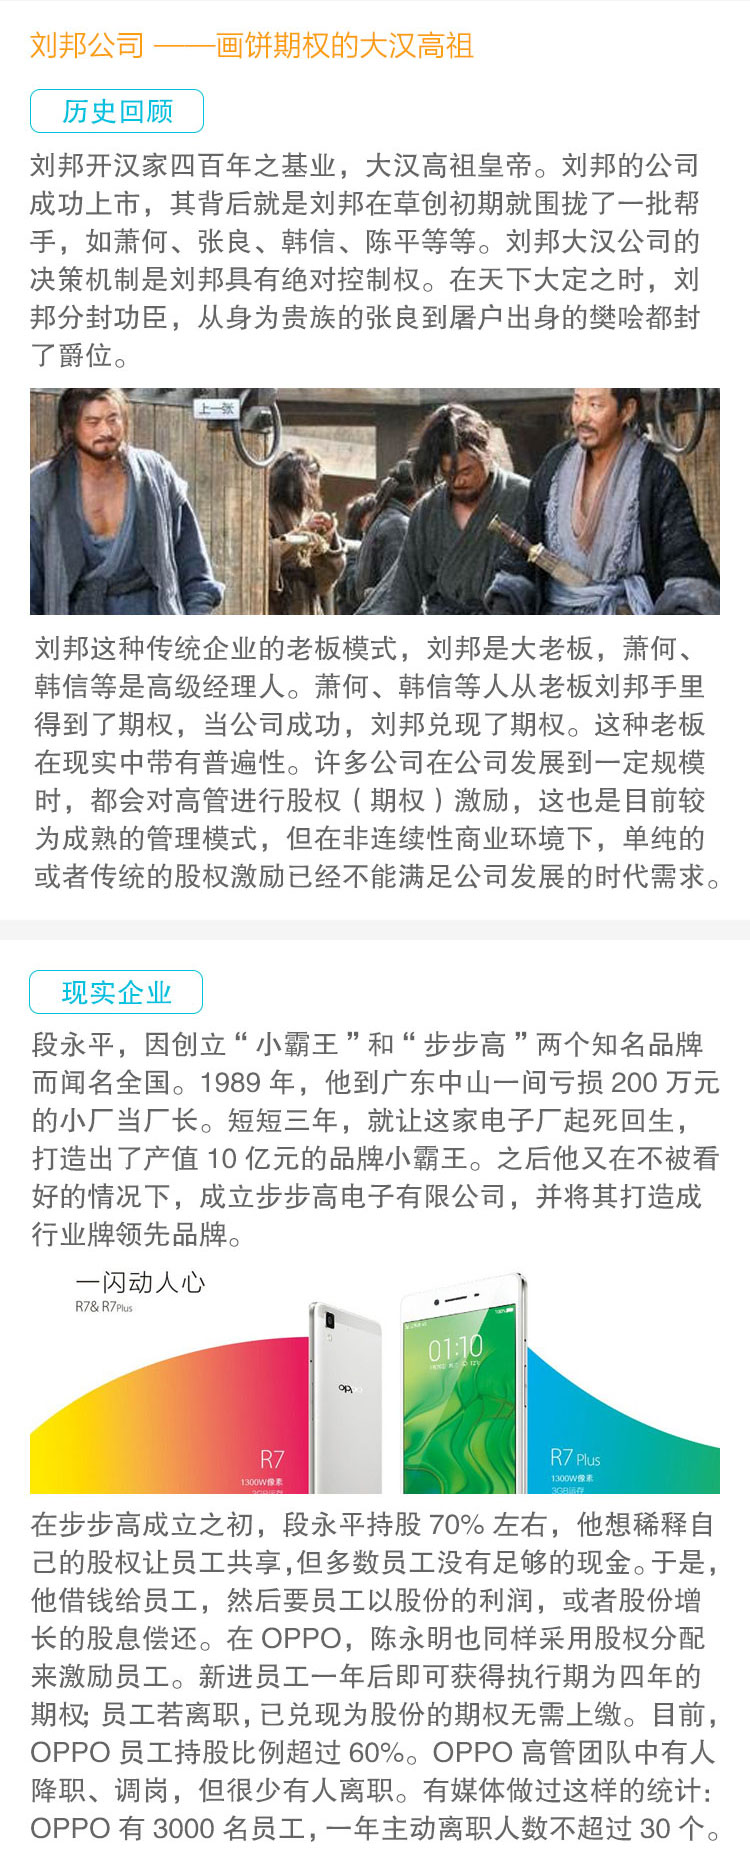 刘邦公司 ——画饼期权的大汉高祖
历史回顾
刘邦开汉家四百年之基业，大汉高祖皇帝。刘邦的公司
成功上市，其背后就是刘邦在草创初期就围拢了一批帮
手，如萧何、张良、韩信、陈平等等。刘邦大汉公司的
决策机制是刘邦具有绝对控制权。在天下大定之时，刘
邦分封功臣，从身为贵族的张良到屠户出身的樊哙都封
了爵位。
上一张
刘邦这种传统企业的老板模式，刘邦是大老板，萧何、
韩信等是高级经理人。萧何、韩信等人从老板刘邦手里
得到了期权，当公司成功，刘邦兑现了期权。这种老板
在现实中带有普遍性。许多公司在公司发展到一定规模
时，都会对高管进行股权（期权）激励，这也是目前较
为成熟的管理模式，但在非连续性商业环境下，单纯的
或者传统的股权激励已经不能满足公司发展的时代需求。
现实企业
段永平，因创立“小霸王”和“步步高”两个知名品牌
而闻名全国。1989 年，他到广东中山一间亏损 200 万元
的小厂当厂长。短短三年，就让这家电子厂起死回生，
打造出了产值 10 亿元的品牌小霸王。之后他又在不被看
好的情况下，成立步步高电子有限公司，并将其打造成
行业牌领先品牌。
一闪动人心
R7& R7Plus
01:10
oppo
R7
1300W像素
3GB运存
R7 Plus
1300W像素
3GB运存
在步步高成立之初，段永平持股 70% 左右，他想稀释自
己的股权让员工共享，但多数员工没有足够的现金。于是，
他借钱给员工，然后要员工以股份的利润，或者股份增
长的股息偿还。在 OPPO，陈永明也同样采用股权分配
来激励员工。新进员工一年后即可获得执行期为四年的
期权；员工若离职，已兑现为股份的期权无需上缴。目前，
OPPO 员工持股比例超过 60%。OPPO 高管团队中有人
降职、调岗，但很少有人离职。有媒体做过这样的统计：
OPPO 有 3000 名员工，一年主动离职人数不超过 30 个。